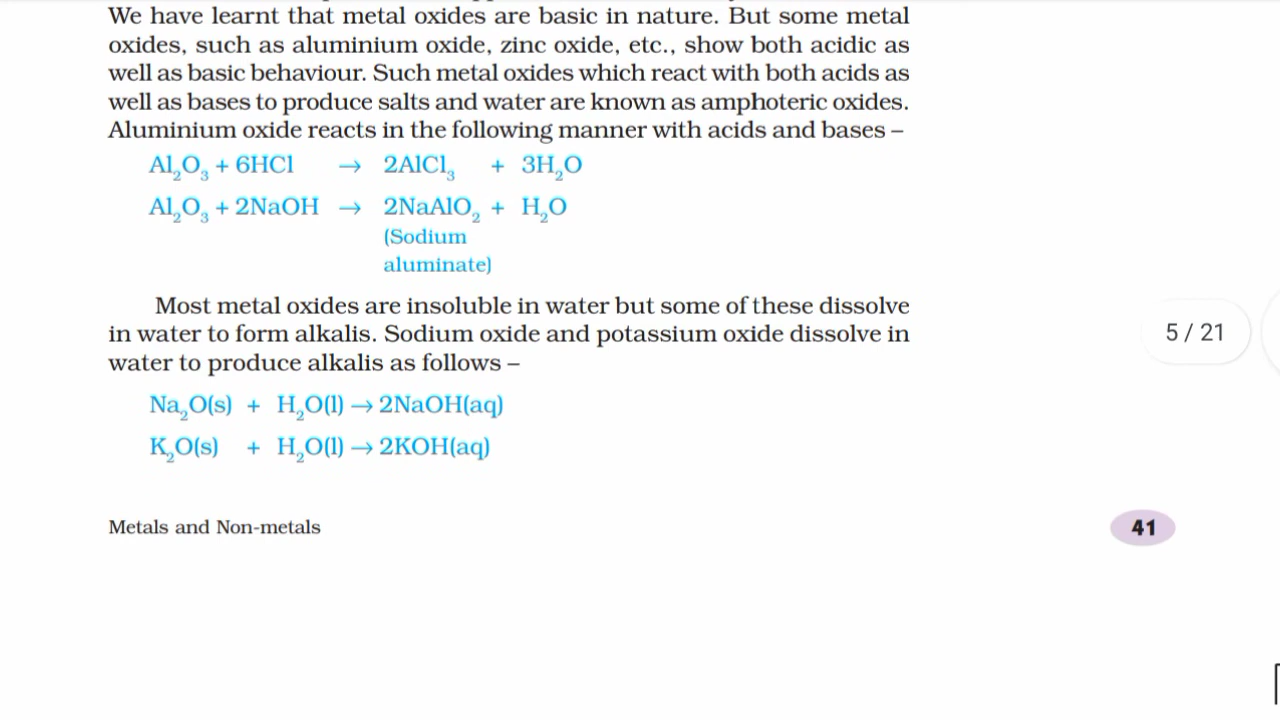 We have learnt that metal oxides are basic in nature. But some metal
oxides, such as aluminium oxide, zinc oxide, etc., show both acidic as
well as basic behaviour. Such metal oxides which react with both acids as
well as bases to produce salts and water are known as amphoteric oxides.
Aluminium oxide reacts in the following manner with acids and bases –
Al₂O₃ + 6HCl → 2AlCl₃ + 3H₂O
Al₂O₃ + 2NaOH → 2NaAlO₂ + H₂O
(Sodium
aluminate)
Most metal oxides are insoluble in water but some of these dissolve
in water to form alkalis. Sodium oxide and potassium oxide dissolve in
water to produce alkalis as follows –
5 / 21
Na₂O(s) + H₂O(l) → 2NaOH(aq)
K₂O(s) + H₂O(l) → 2KOH(aq)
Metals and Non-metals
41